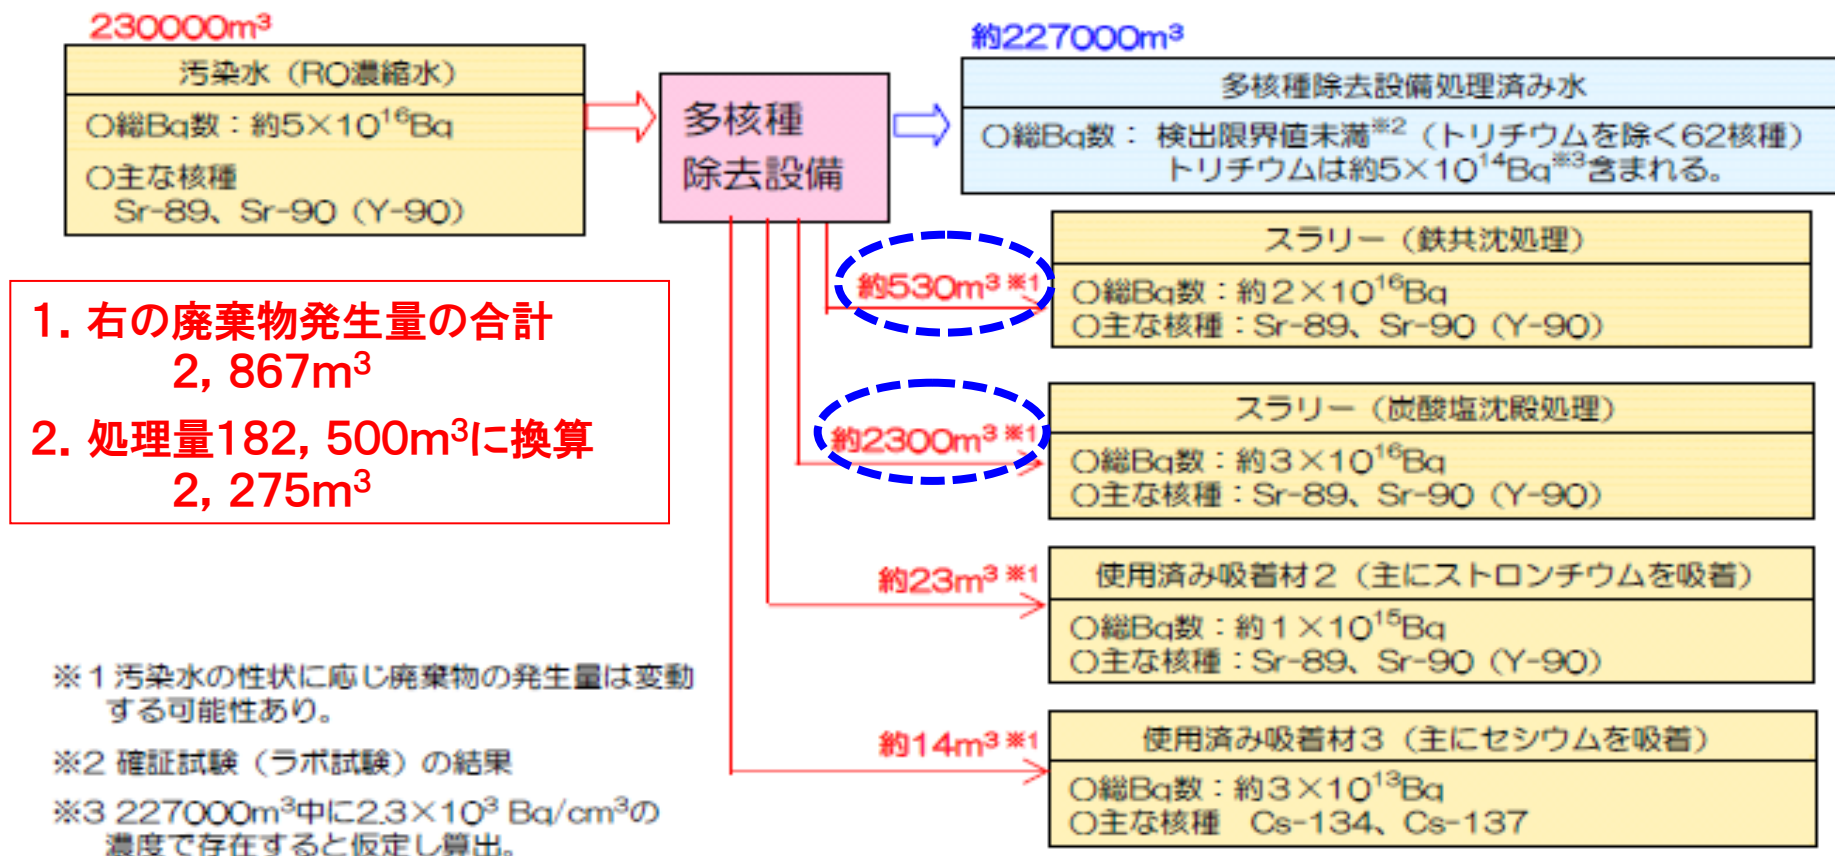 230000m³
汚染水（RO濃縮水）
○総Bq数：約5×10¹⁶Bq
○主な核種
Sr-89、Sr-90（Y-90）
多核種
除去設備
約227000m³
多核種除去設備処理済み水
○総Bq数： 検出限界値未満※2（トリチウムを除く62核種）
トリチウムは約5×10¹⁴Bq※3含まれる。
約530m³ ※1
スラリー（鉄共沈処理）
○総Bq数：約2×10¹⁶Bq
○主な核種：Sr-89、Sr-90（Y-90）
1. 右の廃棄物発生量の合計
2, 867m³
2. 処理量182, 500m³に換算
2, 275m³
約2300m³ ※1
スラリー（炭酸塩沈殿処理）
○総Bq数：約3×10¹⁶Bq
○主な核種：Sr-89、Sr-90（Y-90）
約23m³ ※1
使用済み吸着材2（主にストロンチウムを吸着）
○総Bq数：約1×10¹⁵Bq
○主な核種：Sr-89、Sr-90（Y-90）
約14m³ ※1
使用済み吸着材3（主にセシウムを吸着）
○総Bq数：約3×10¹³Bq
○主な核種 Cs-134、Cs-137
※1 汚染水の性状に応じ廃棄物の発生量は変動
する可能性あり。
※2 確証試験（ラボ試験）の結果
※3 227000m³中に2.3×10³ Bq/cm³の
濃度で存在すると仮定し算出。